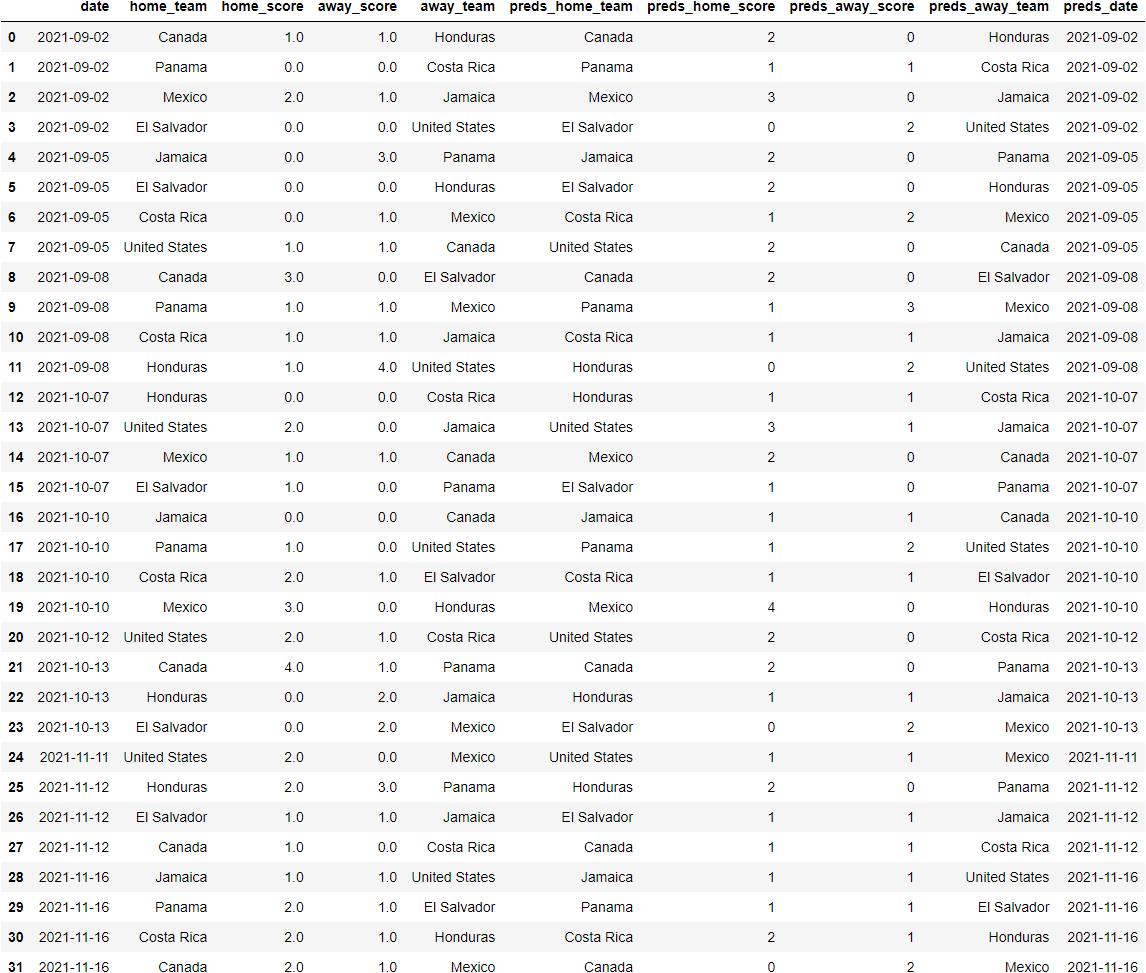 date home_team home_score away_score away_team preds_home_team preds_home_score preds_away_score preds_away_team preds_date
0 2021-09-02 Canada 1.0 1.0 Honduras Canada 2 0 Honduras 2021-09-02
1 2021-09-02 Panama 0.0 0.0 Costa Rica Panama 1 1 Costa Rica 2021-09-02
2 2021-09-02 Mexico 2.0 1.0 Jamaica Mexico 3 0 Jamaica 2021-09-02
3 2021-09-02 El Salvador 0.0 0.0 United States El Salvador 0 2 United States 2021-09-02
4 2021-09-05 Jamaica 0.0 3.0 Panama Jamaica 2 0 Panama 2021-09-05
5 2021-09-05 El Salvador 0.0 0.0 Honduras El Salvador 2 0 Honduras 2021-09-05
6 2021-09-05 Costa Rica 0.0 1.0 Mexico Costa Rica 1 2 Mexico 2021-09-05
7 2021-09-05 United States 1.0 1.0 Canada United States 2 0 Canada 2021-09-05
8 2021-09-08 Canada 3.0 0.0 El Salvador Canada 2 0 El Salvador 2021-09-08
9 2021-09-08 Panama 1.0 1.0 Mexico Panama 1 3 Mexico 2021-09-08
10 2021-09-08 Costa Rica 1.0 1.0 Jamaica Costa Rica 1 1 Jamaica 2021-09-08
11 2021-09-08 Honduras 1.0 4.0 United States Honduras 0 2 United States 2021-09-08
12 2021-10-07 Honduras 0.0 0.0 Costa Rica Honduras 1 1 Costa Rica 2021-10-07
13 2021-10-07 United States 2.0 0.0 Jamaica United States 3 1 Jamaica 2021-10-07
14 2021-10-07 Mexico 1.0 1.0 Canada Mexico 2 0 Canada 2021-10-07
15 2021-10-07 El Salvador 1.0 0.0 Panama El Salvador 1 0 Panama 2021-10-07
16 2021-10-10 Jamaica 0.0 0.0 Canada Jamaica 1 1 Canada 2021-10-10
17 2021-10-10 Panama 1.0 0.0 United States Panama 1 2 United States 2021-10-10
18 2021-10-10 Costa Rica 2.0 1.0 El Salvador Costa Rica 1 1 El Salvador 2021-10-10
19 2021-10-10 Mexico 3.0 0.0 Honduras Mexico 4 0 Honduras 2021-10-10
20 2021-10-12 United States 2.0 1.0 Costa Rica United States 2 0 Costa Rica 2021-10-12
21 2021-10-13 Canada 4.0 1.0 Panama Canada 2 0 Panama 2021-10-13
22 2021-10-13 Honduras 0.0 2.0 Jamaica Honduras 1 1 Jamaica 2021-10-13
23 2021-10-13 El Salvador 0.0 2.0 Mexico El Salvador 0 2 Mexico 2021-10-13
24 2021-11-11 United States 2.0 0.0 Mexico United States 1 1 Mexico 2021-11-11
25 2021-11-12 Honduras 2.0 3.0 Panama Honduras 2 0 Panama 2021-11-12
26 2021-11-12 El Salvador 1.0 1.0 Jamaica El Salvador 1 1 Jamaica 2021-11-12
27 2021-11-12 Canada 1.0 0.0 Costa Rica Canada 1 1 Costa Rica 2021-11-12
28 2021-11-16 Jamaica 1.0 1.0 United States Jamaica 1 1 United States 2021-11-16
29 2021-11-16 Panama 2.0 1.0 El Salvador Panama 1 1 El Salvador 2021-11-16
30 2021-11-16 Costa Rica 2.0 1.0 Honduras Costa Rica 2 1 Honduras 2021-11-16
31 2021-11-16 Canada 2.0 1.0 Mexico Canada 0 2 Mexico 2021-11-16